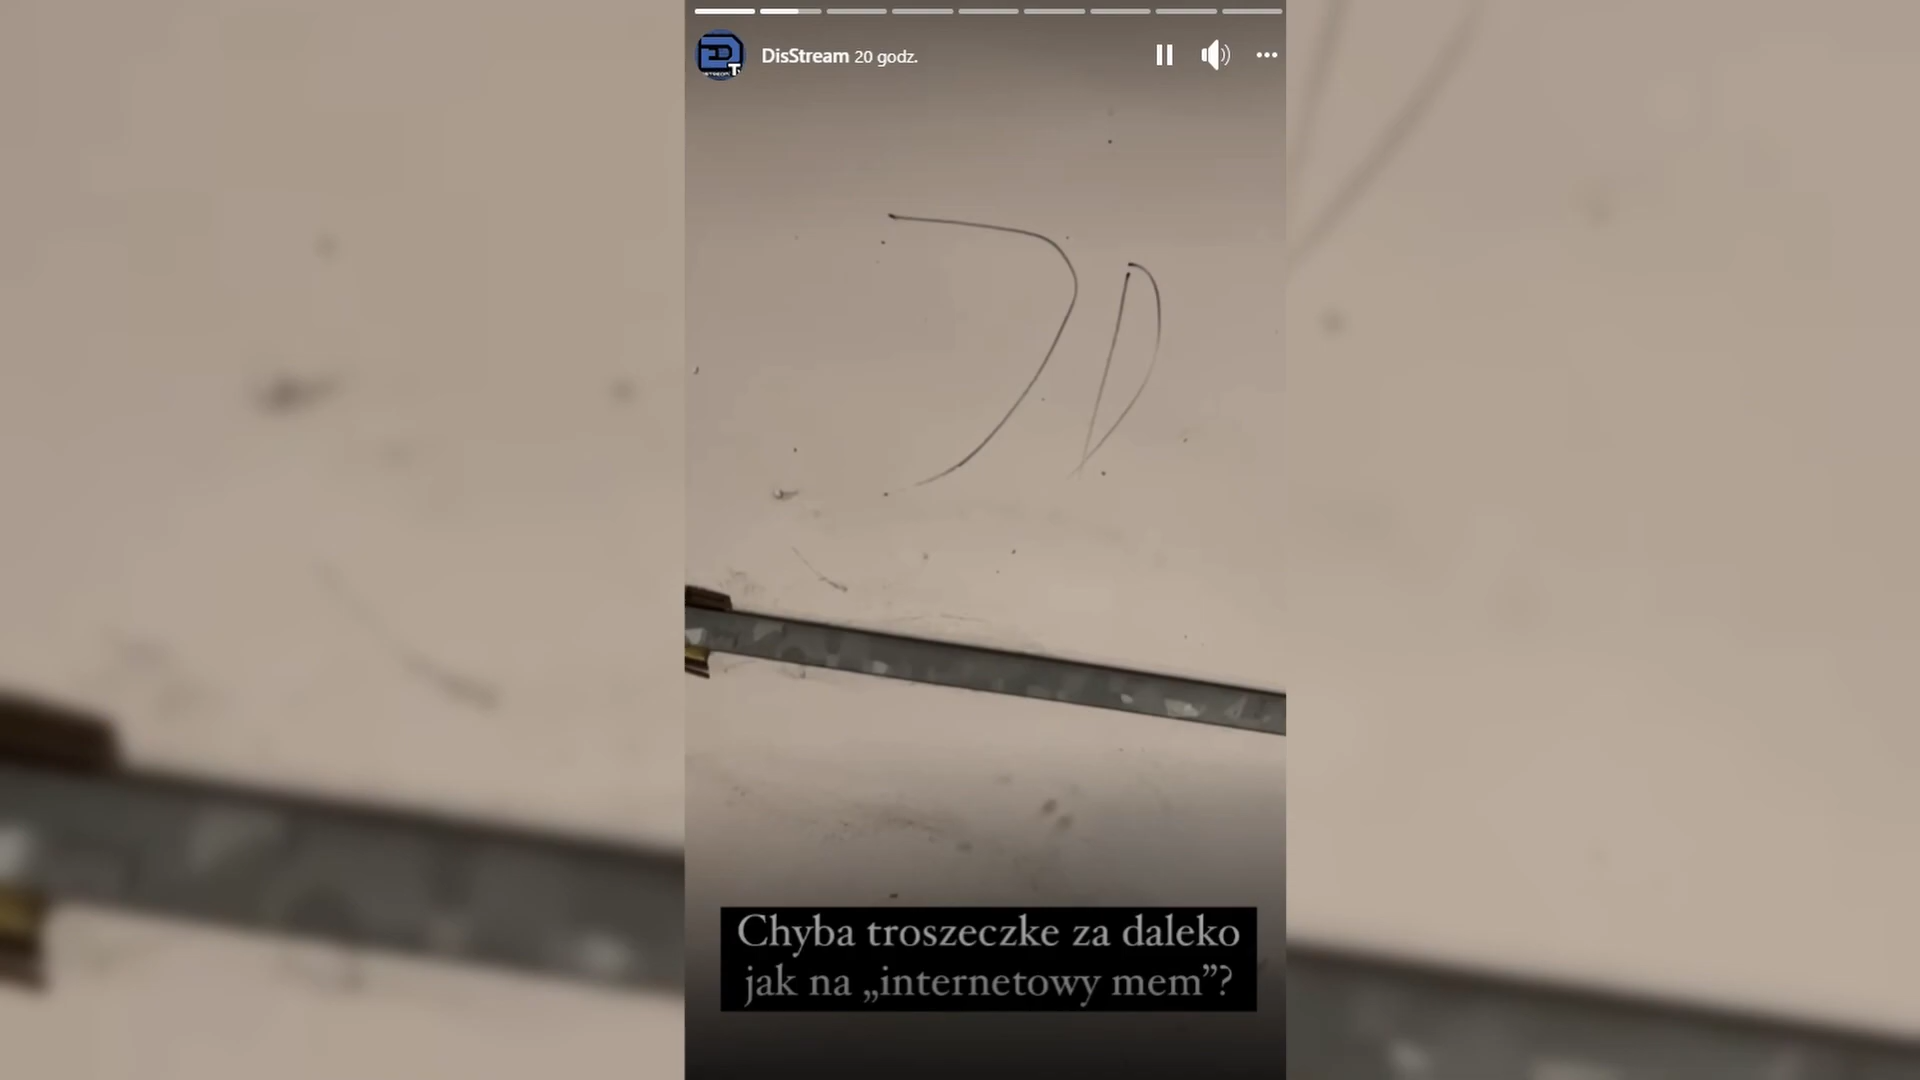 DisStream 20 godz.
Chyba troszeczke za daleko
jak na „internetowy mem”?